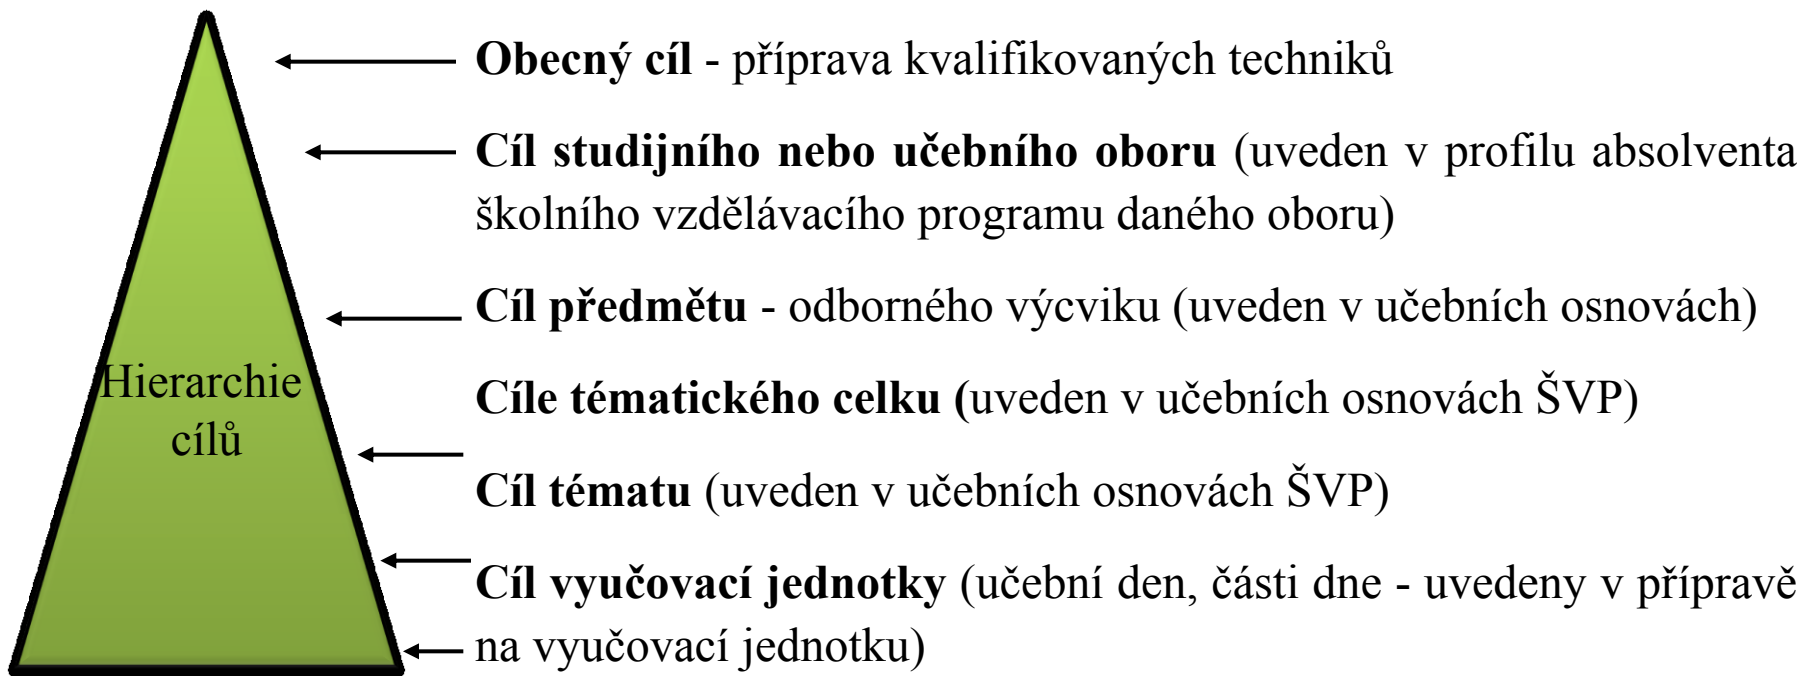 Obecný cíl - příprava kvalifikovaných techniků
Cíl studijního nebo učebního oboru (uveden v profilu absolventa
školního vzdělávacího programu daného oboru)
Cíl předmětu - odborného výcviku (uveden v učebních osnovách)
Hierarchie
cílů
Cíle tématického celku (uveden v učebních osnovách ŠVP)
Cíl tématu (uveden v učebních osnovách ŠVP)
Cíl vyučovací jednotky (učební den, části dne - uvedeny v přípravě
na vyučovací jednotku)